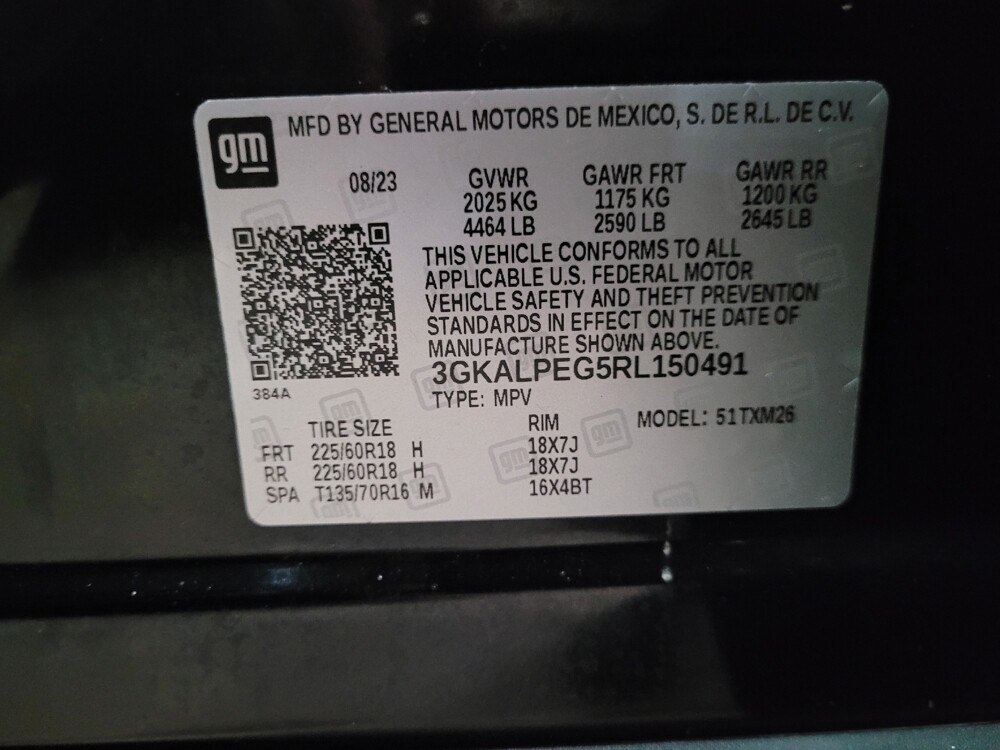 gm MFD BY GENERAL MOTORS DE MEXICO, S. DE R.L. DE C.V.
08/23 GVWR GAWR FRT GAWR RR
2025 KG 1175 KG 1200 KG
4464 LB 2590 LB 2645 LB
THIS VEHICLE CONFORMS TO ALL
APPLICABLE U.S. FEDERAL MOTOR
VEHICLE SAFETY AND THEFT PREVENTION
STANDARDS IN EFFECT ON THE DATE OF
MANUFACTURE SHOWN ABOVE.
3GKALPEG5RL150491
384A
TYPE: MPV
TIRE SIZE RIM MODEL: 51TXM26
FRT 225/60R18 H 18X7J
RR 225/60R18 H 18X7J
SPA T135/70R16 M 16X4BT